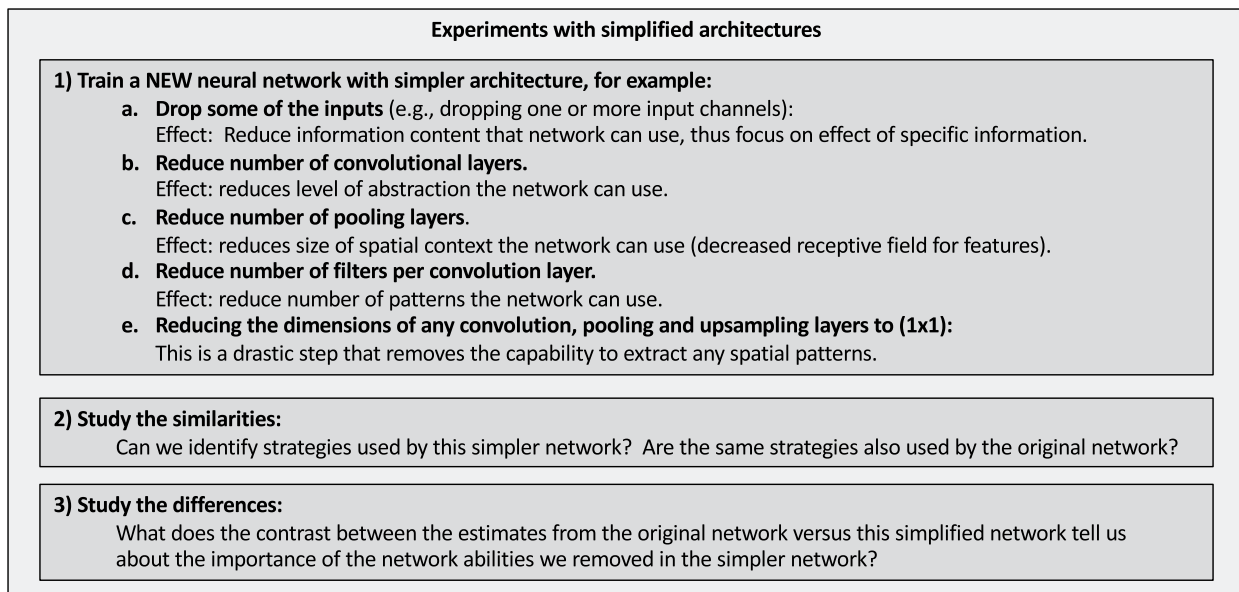 Experiments with simplified architectures
1) Train a NEW neural network with simpler architecture, for example:
a. Drop some of the inputs (e.g., dropping one or more input channels):
Effect: Reduce information content that network can use, thus focus on effect of specific information.
b. Reduce number of convolutional layers.
Effect: reduces level of abstraction the network can use.
c. Reduce number of pooling layers.
Effect: reduces size of spatial context the network can use (decreased receptive field for features).
d. Reduce number of filters per convolution layer.
Effect: reduce number of patterns the network can use.
e. Reducing the dimensions of any convolution, pooling and upsampling layers to (1x1):
This is a drastic step that removes the capability to extract any spatial patterns.
2) Study the similarities:
Can we identify strategies used by this simpler network? Are the same strategies also used by the original network?
3) Study the differences:
What does the contrast between the estimates from the original network versus this simplified network tell us
about the importance of the network abilities we removed in the simpler network?